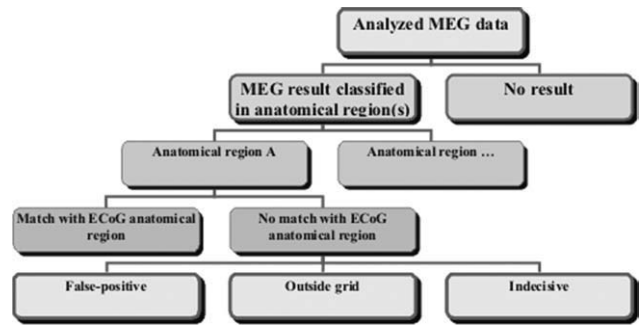 Analyzed MEG data
MEG result classified
in anatomical region(s)
No result
Anatomical region A
Anatomical region ...
Match with ECoG anatomical
region
No match with ECoG
anatomical region
False-positive
Outside grid
Indecisive